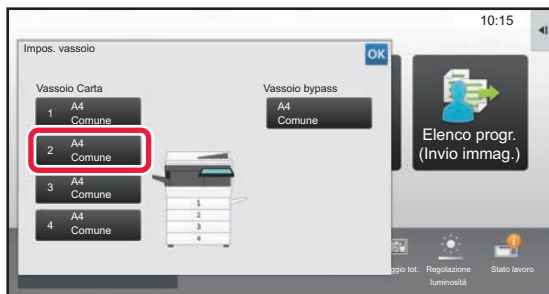 10:15
Impos. vassoio
OK
Vassoio Carta
Vassoio bypass
1 A4
Comune
A4
Comune
2 A4
Comune
3 A4
Comune
4 A4
Comune
1
2
3
4
Elenco progr.
(Invio immag.)
tot.
Regolazione
luminosità
Stato lavoro